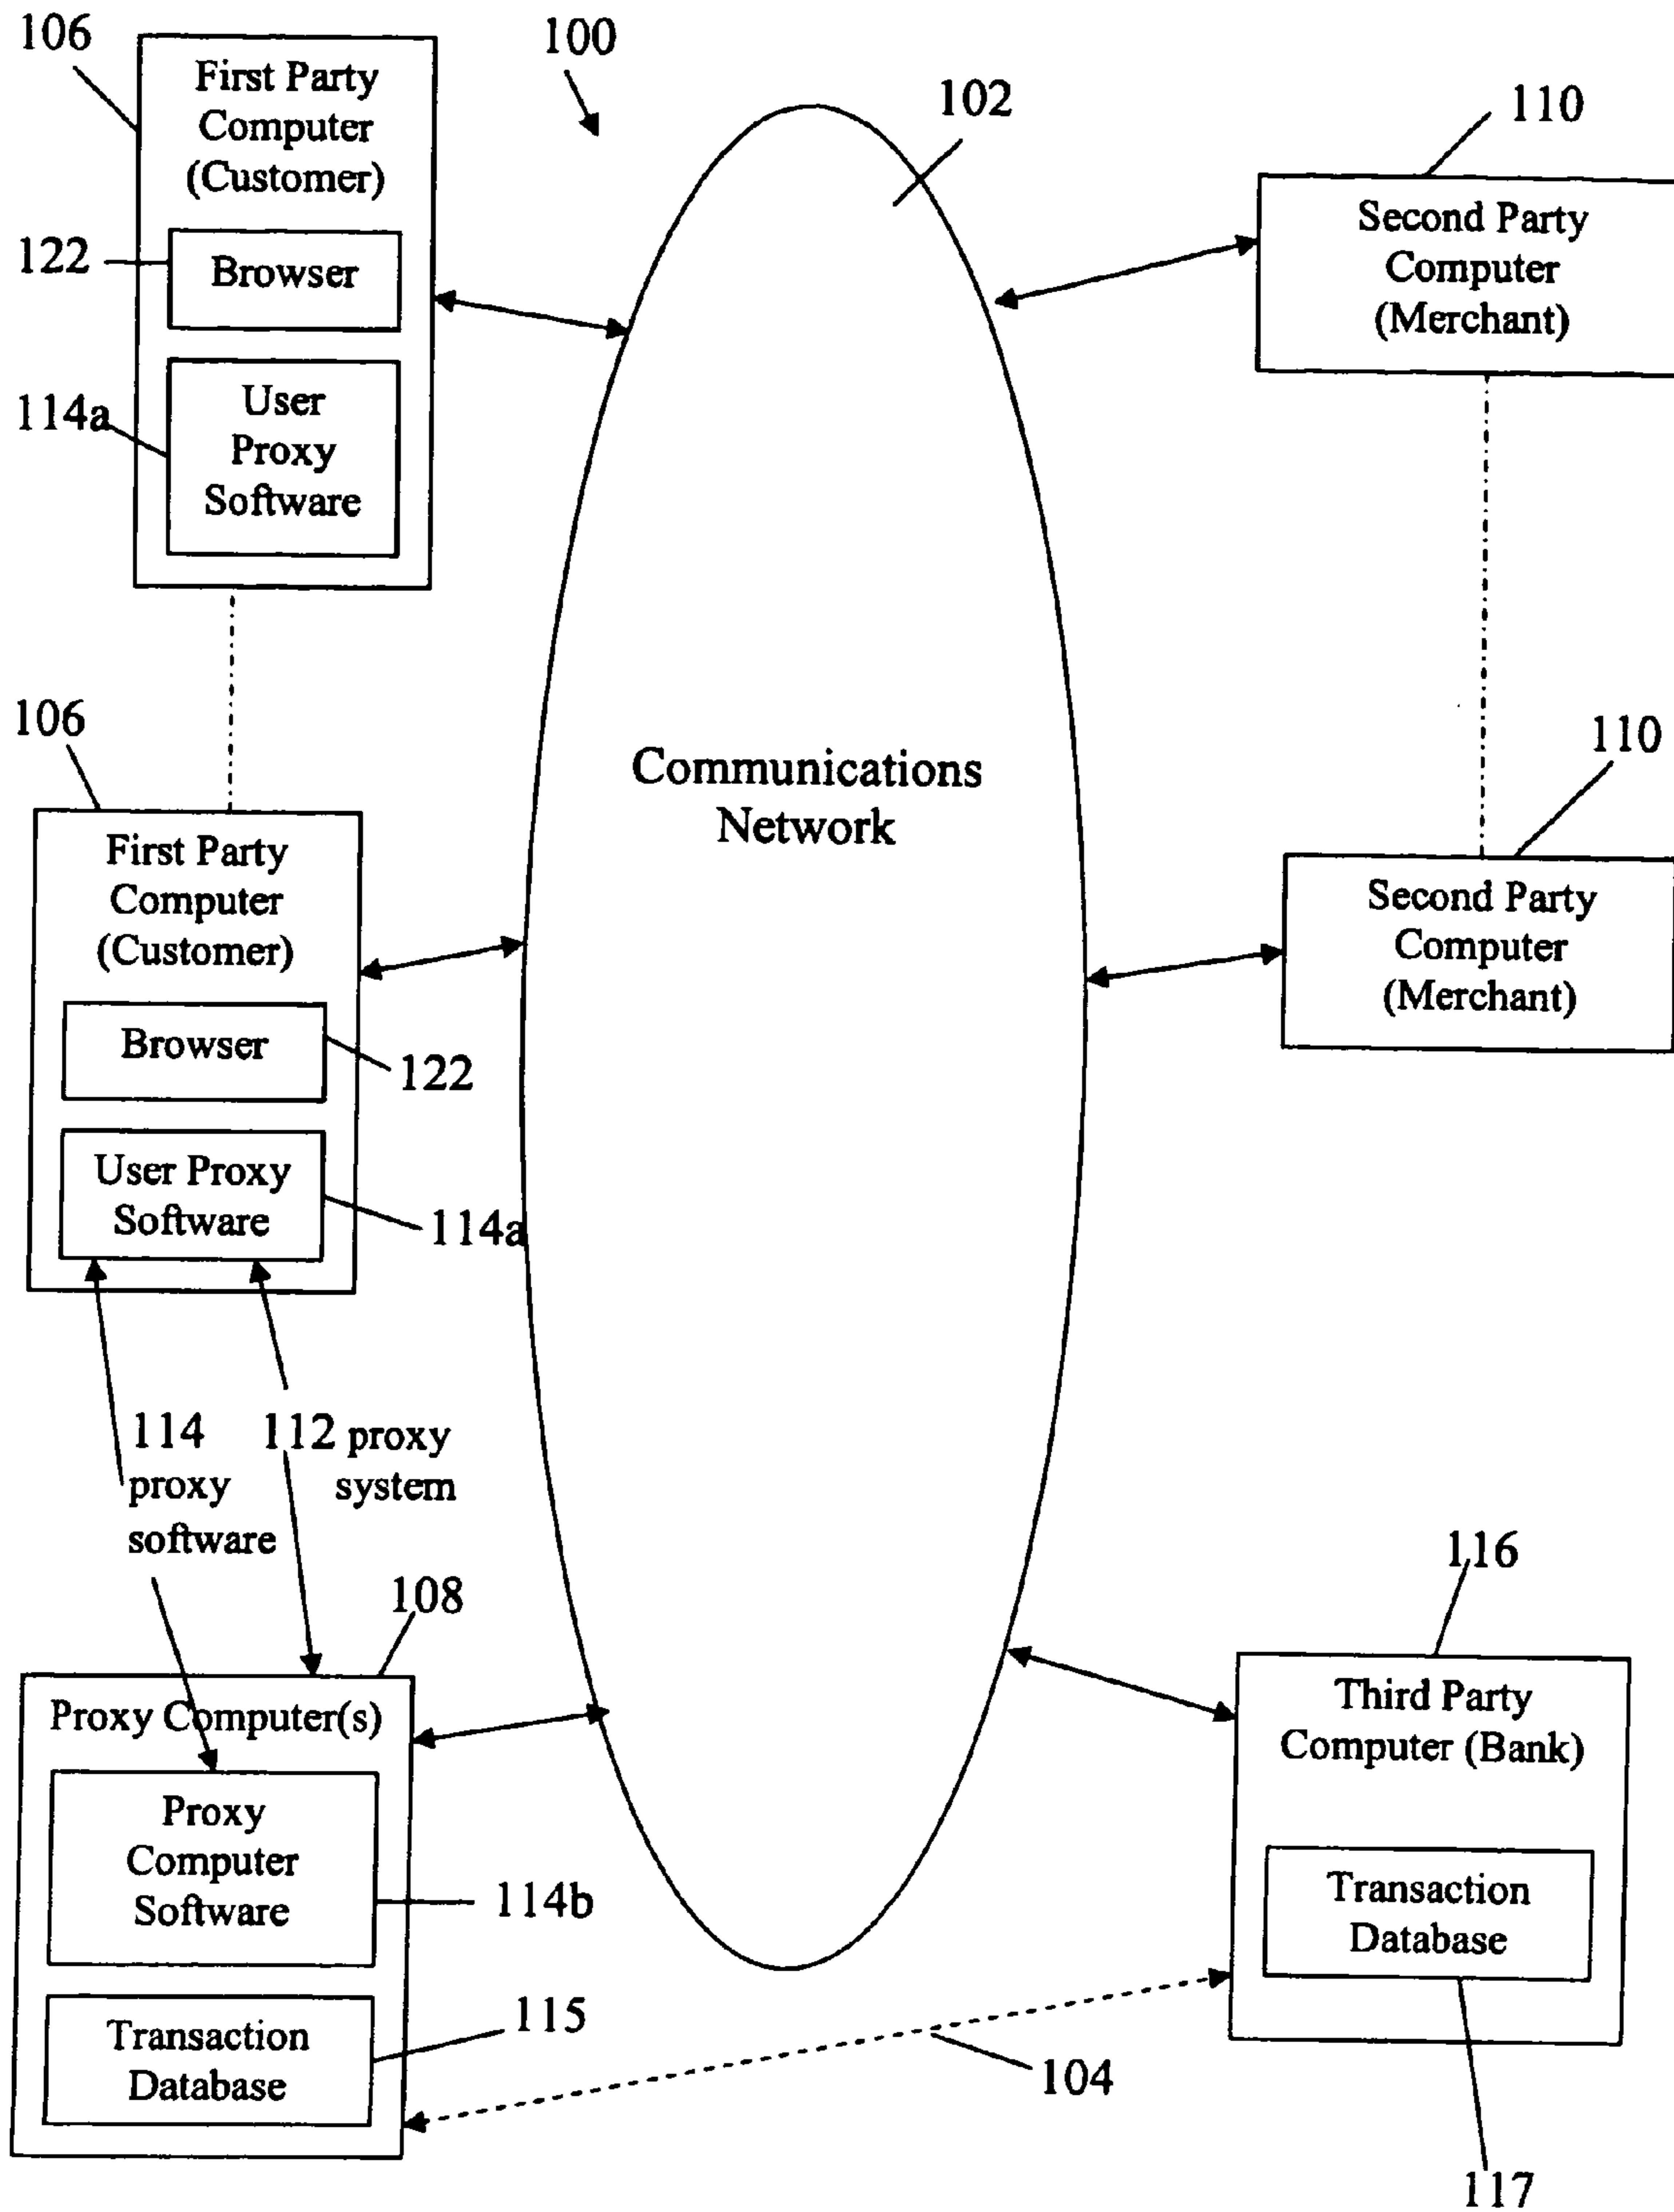 106
First Party
Computer
(Customer)
122
Browser
114a
User
Proxy
Software
100
102
110
Second Party
Computer
(Merchant)
106
First Party
Computer
(Customer)
Browser
122
User Proxy
Software
114a
Communications
Network
110
Second Party
Computer
(Merchant)
114
proxy
software
112 proxy
system
108
Proxy Computer(s)
Proxy
Computer
Software
114b
Transaction
Database
115
116
Third Party
Computer (Bank)
Transaction
Database
104
117